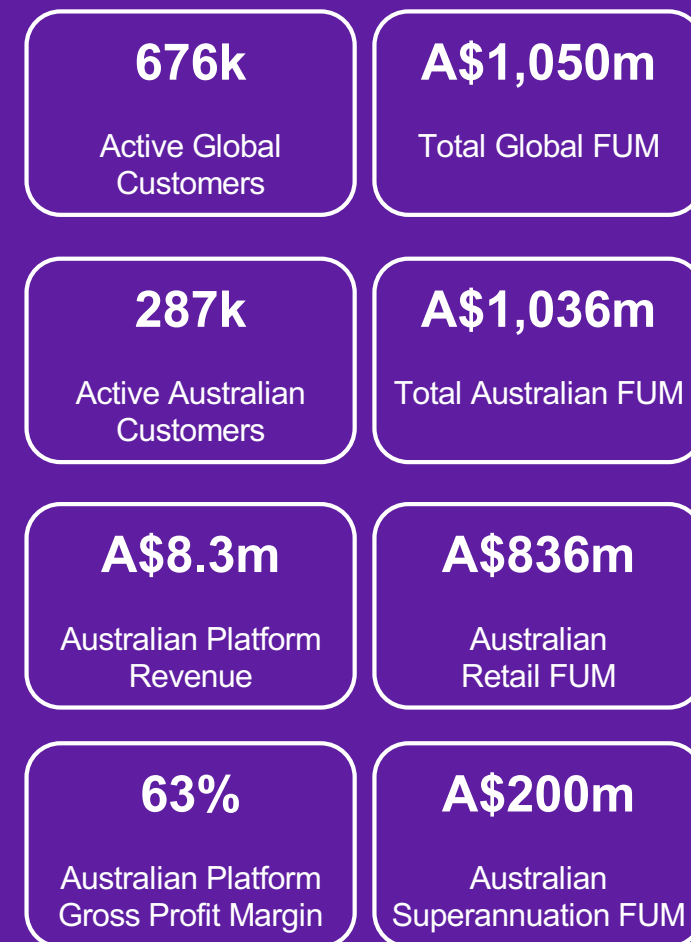 676k
Active Global
Customers
A$1,050m
Total Global FUM
287k
Active Australian
Customers
A$1,036m
Total Australian FUM
A$8.3m
Australian Platform
Revenue
A$836m
Australian
Retail FUM
63%
Australian Platform
Gross Profit Margin
A$200m
Australian
Superannuation FUM